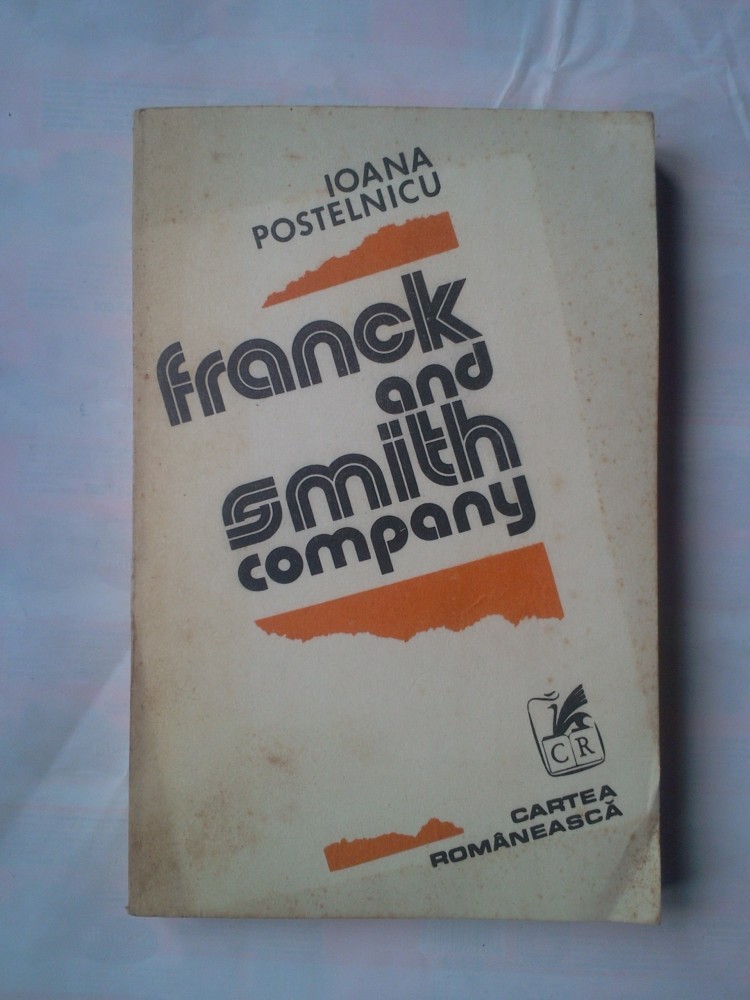 IOANA
POSTELNICU
franck
and
smith
company
CR
CARTEA
ROMÂNEASCĂ